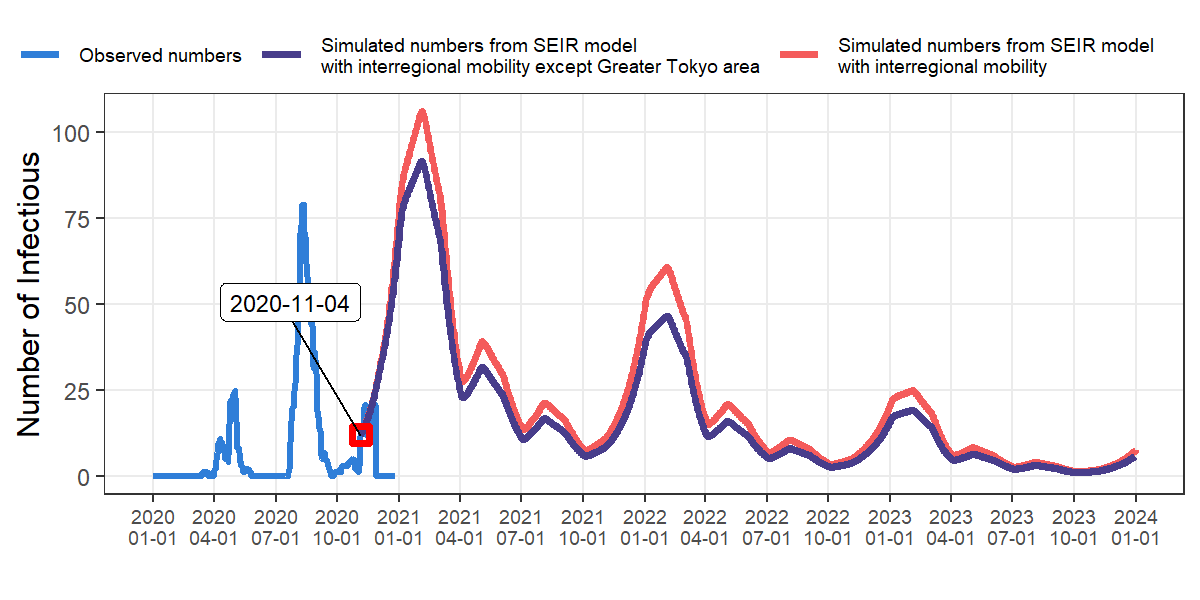 Observed numbers
Simulated numbers from SEIR model
with interregional mobility except Greater Tokyo area
Simulated numbers from SEIR model
with interregional mobility
Number of Infectious
100
75
50
25
0
2020-11-04
2020 2020 2020 2020 2021 2021 2021 2021 2022 2022 2022 2022 2023 2023 2023 2023 2024
01-01 04-01 07-01 10-01 01-01 04-01 07-01 10-01 01-01 04-01 07-01 10-01 01-01 04-01 07-01 10-01 01-01